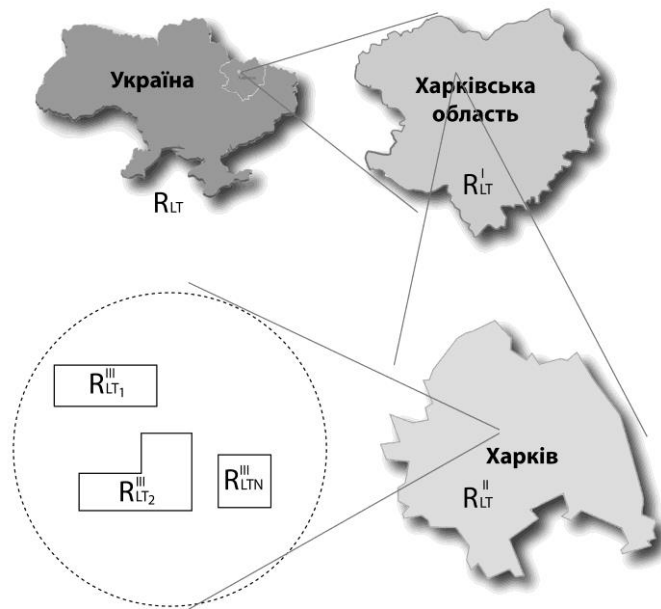 Україна
R_LT
Харківська
область
R^I_LT
R^III_LT₁
R^III_LT₂
R^III_LTN
Харків
R^II_LT